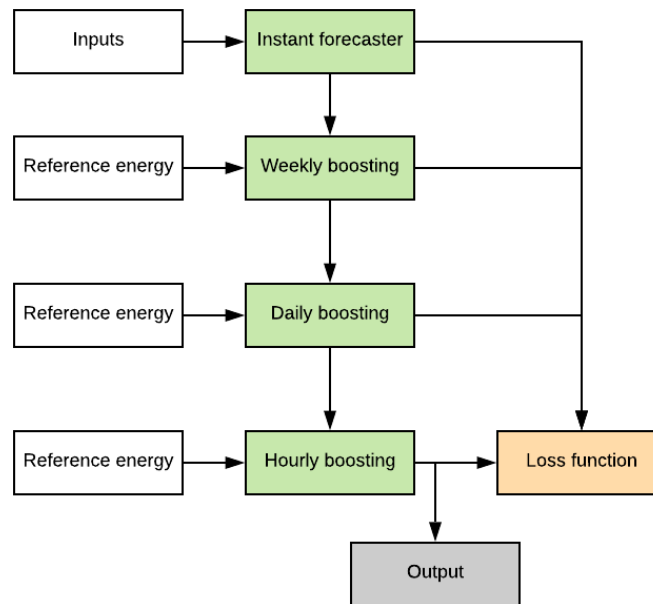 Inputs
Instant forecaster
Reference energy
Weekly boosting
Reference energy
Daily boosting
Reference energy
Hourly boosting
Loss function
Output